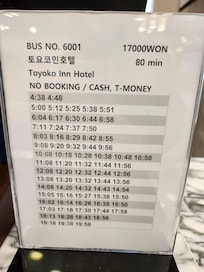 BUS NO. 6001 17000WON
토요코인호텔 80 min
Toyoko Inn Hotel
NO BOOKING / CASH, T-MONEY
4:38 4:48
5:00 5:12 5:25 5:38 5:51
6:04 6:17 6:30 6:44 6:58
7:11 7:24 7:37 7:50
8:03 8:16 8:29 8:42 8:55
9:08 9:20 9:32 9:44 9:56
10:08 10:18 10:28 10:38 10:48 10:58
11:08 11:20 11:32 11:44 11:56
12:08 12:20 12:32 12:44 12:56
13:08 13:20 13:32 13:44 13:56
14:08 14:20 14:32 14:43 14:54
15:05 15:16 15:28 15:39 15:51
16:02 16:14 16:26 16:38 16:50
17:03 17:16 17:30 17:44 17:58
18:13 18:28 18:43 18:58
19:18 19:38 19:58